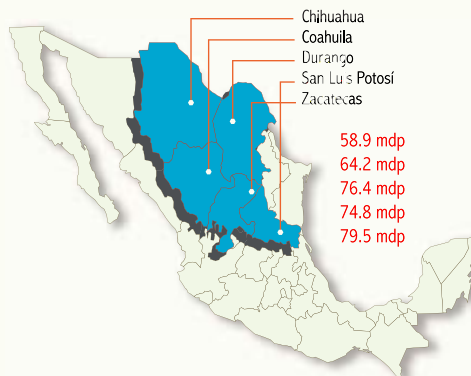 Chihuahua
Coahuila
Durango
San Luis Potosí
Zacatecas
58.9 mdp
64.2 mdp
76.4 mdp
74.8 mdp
79.5 mdp